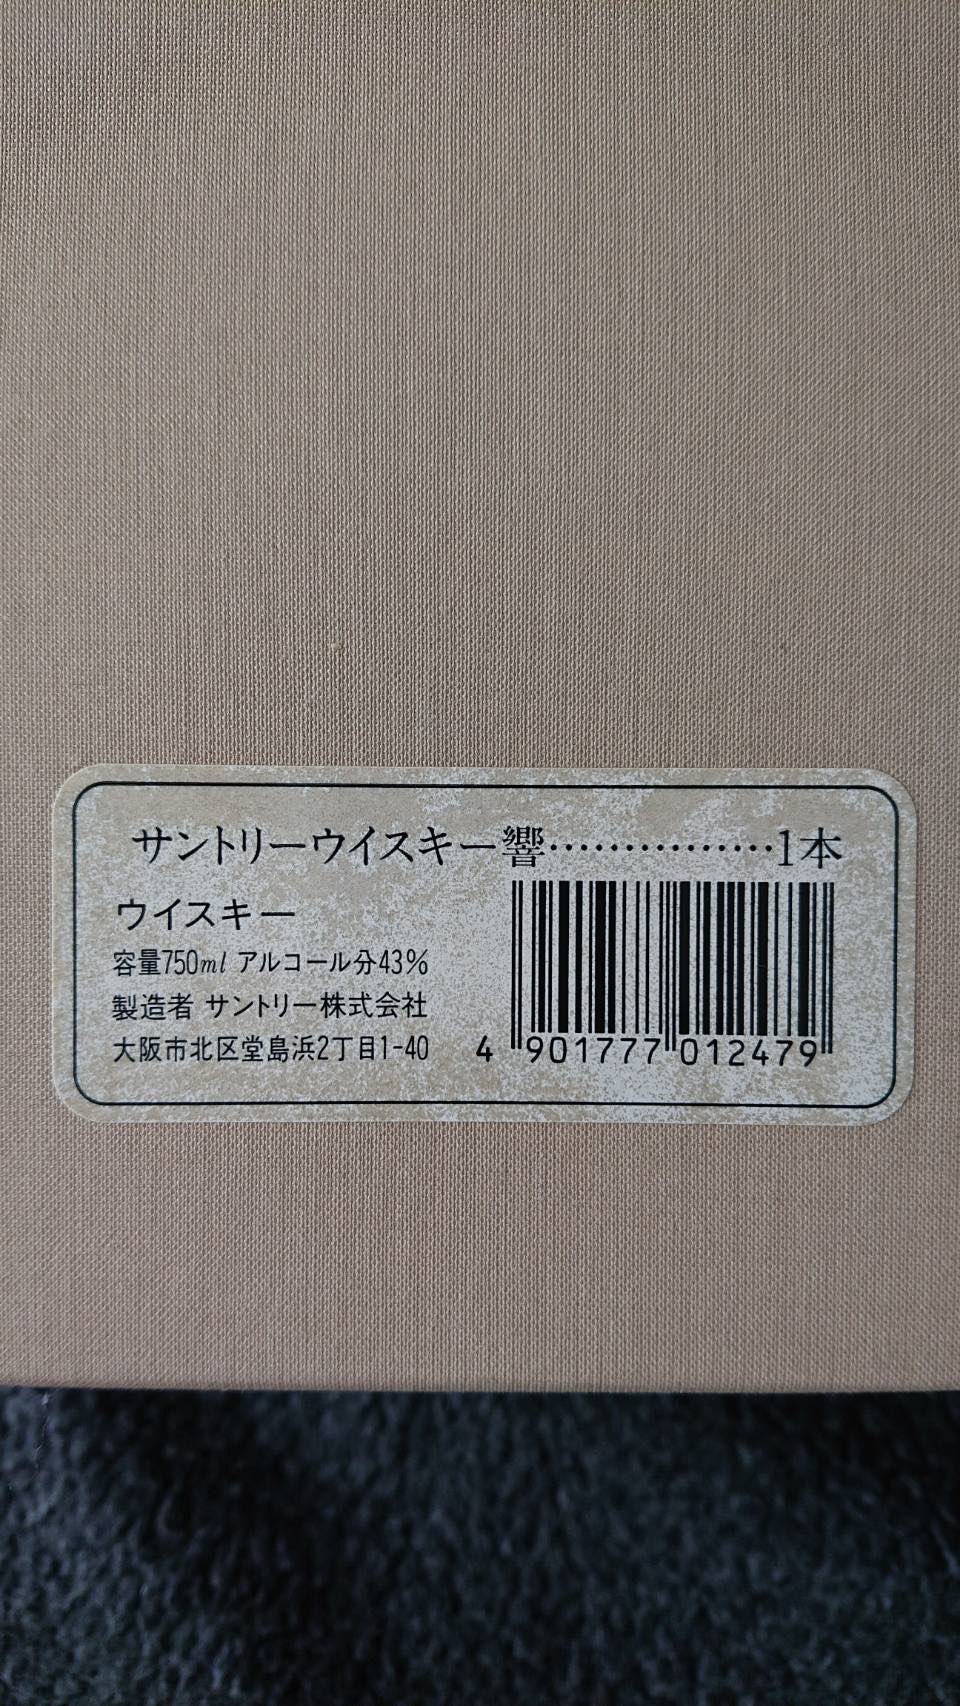 サントリーウイスキー響……………1本
ウイスキー
容量750ml アルコール分43%
製造者 サントリー株式会社
大阪市北区堂島浜2丁目1-40
4 901777 012479